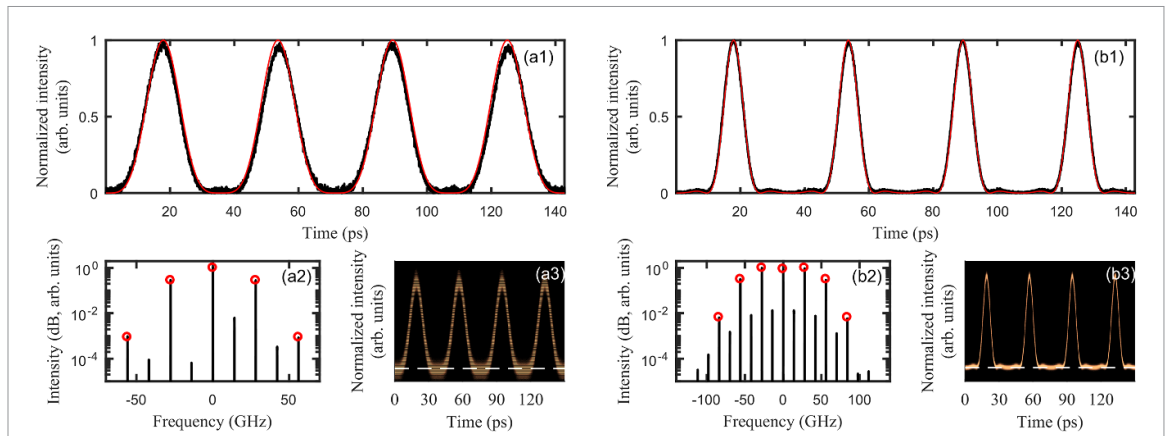 Normalized intensity
(arb. units)
1
0.5
0
(a1)
20 40 60 80 100 120 140
Time (ps)
Normalized intensity
(arb. units)
1
0.5
0
(b1)
20 40 60 80 100 120 140
Time (ps)
Intensity (dB, arb. units)
10⁰
10⁻²
10⁻⁴
(a2)
-50 0 50
Frequency (GHz)
Normalized intensity
(arb. units)
(a3)
0 30 60 90 120
Time (ps)
Intensity (dB, arb. units)
10⁰
10⁻²
10⁻⁴
(b2)
-100 -50 0 50 100
Frequency (GHz)
Normalized intensity
(arb. units)
(b3)
0 30 60 90 120
Time (ps)